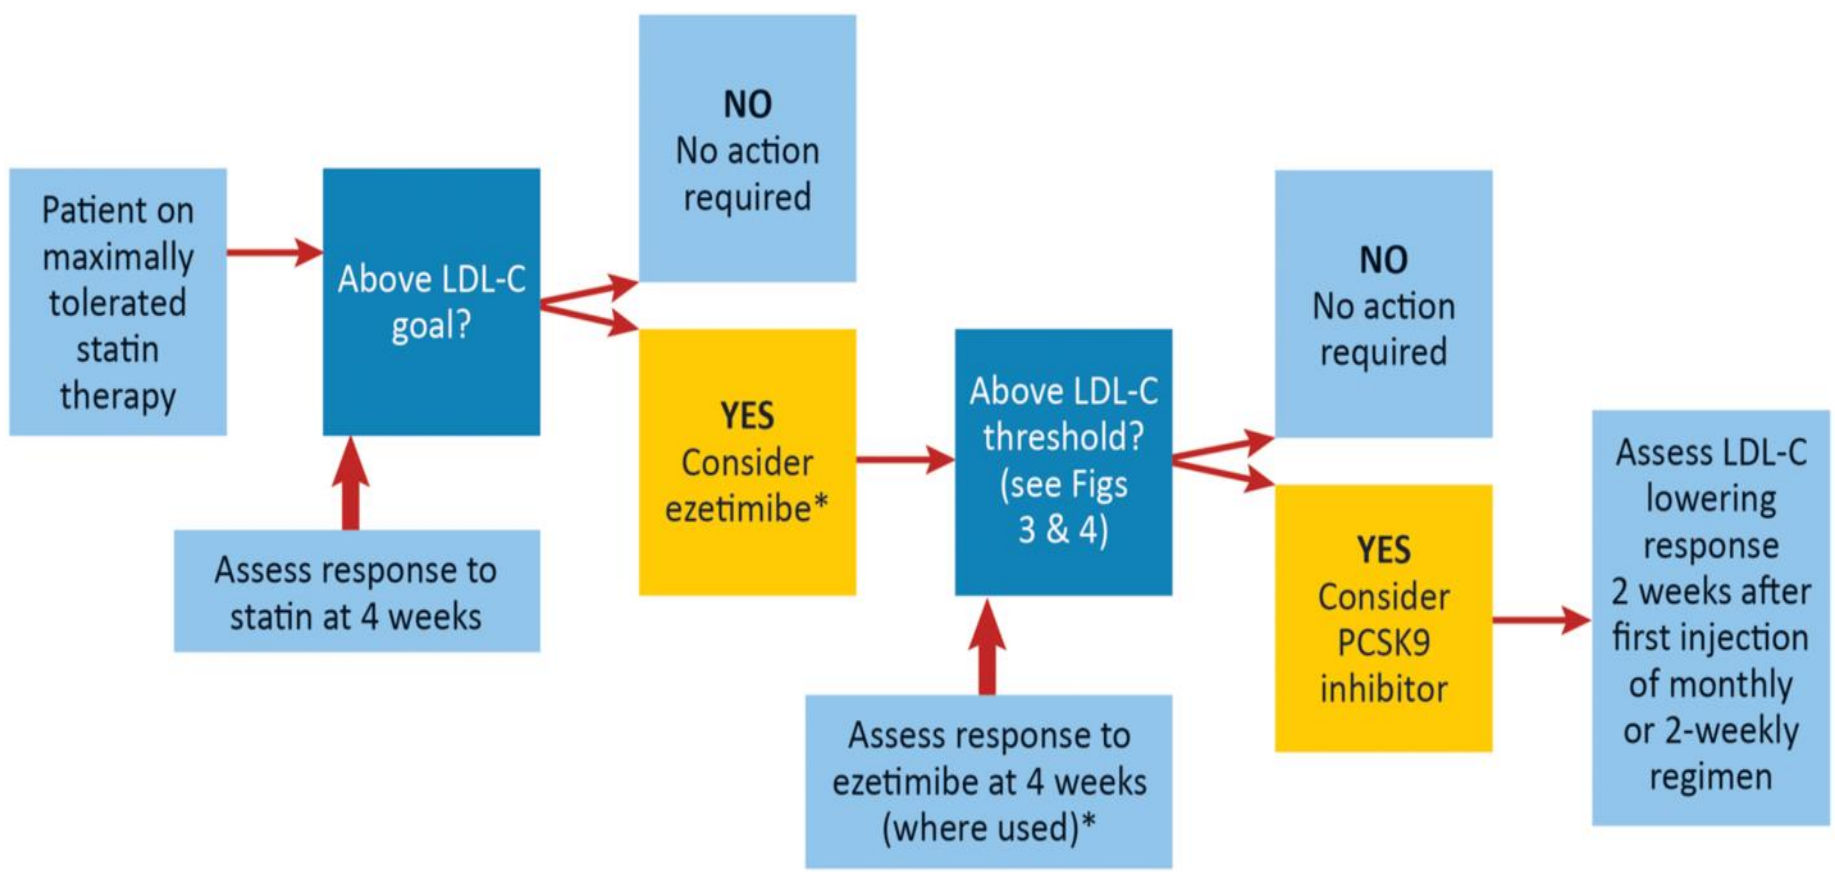 Patient on
maximally
tolerated
statin
therapy
Above LDL-C
goal?
Assess response to
statin at 4 weeks
NO
No action
required
YES
Consider
ezetimibe*
Above LDL-C
threshold?
(see Figs
3 & 4)
Assess response to
ezetimibe at 4 weeks
(where used)*
NO
No action
required
YES
Consider
PCSK9
inhibitor
Assess LDL-C
lowering
response
2 weeks after
first injection
of monthly
or 2-weekly
regimen